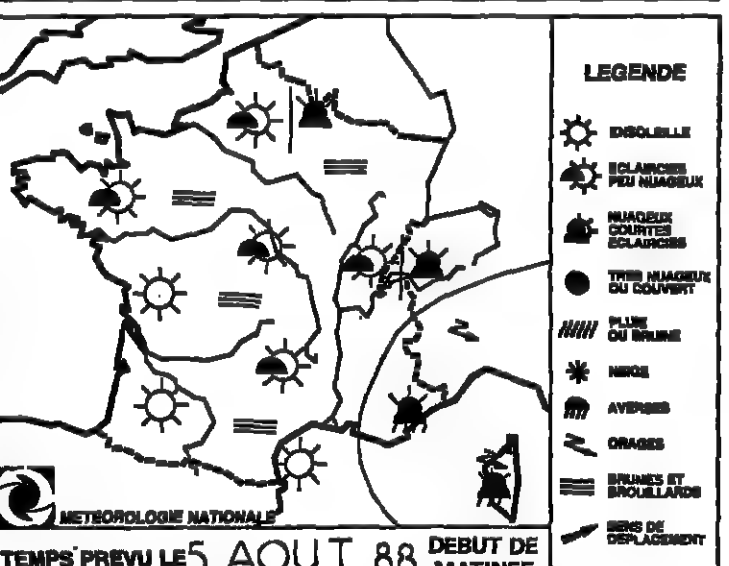 LEGENDE
ENSOLEILLE
ECLAIRCIES
PEU NUAGEUX
NUAGEUX
COURTES
ECLAIRCIES
TRES NUAGEUX
OU COUVERT
PLUIE
OU BRUINE
NEIGE
AVERSES
ORAGES
BRUMES ET
BROUILLARDS
SENS DE
DEPLACEMENT
METEOROLOGIE NATIONALE
TEMPS PREVU LE 5 AOUT 88 DEBUT DE
MATINEE